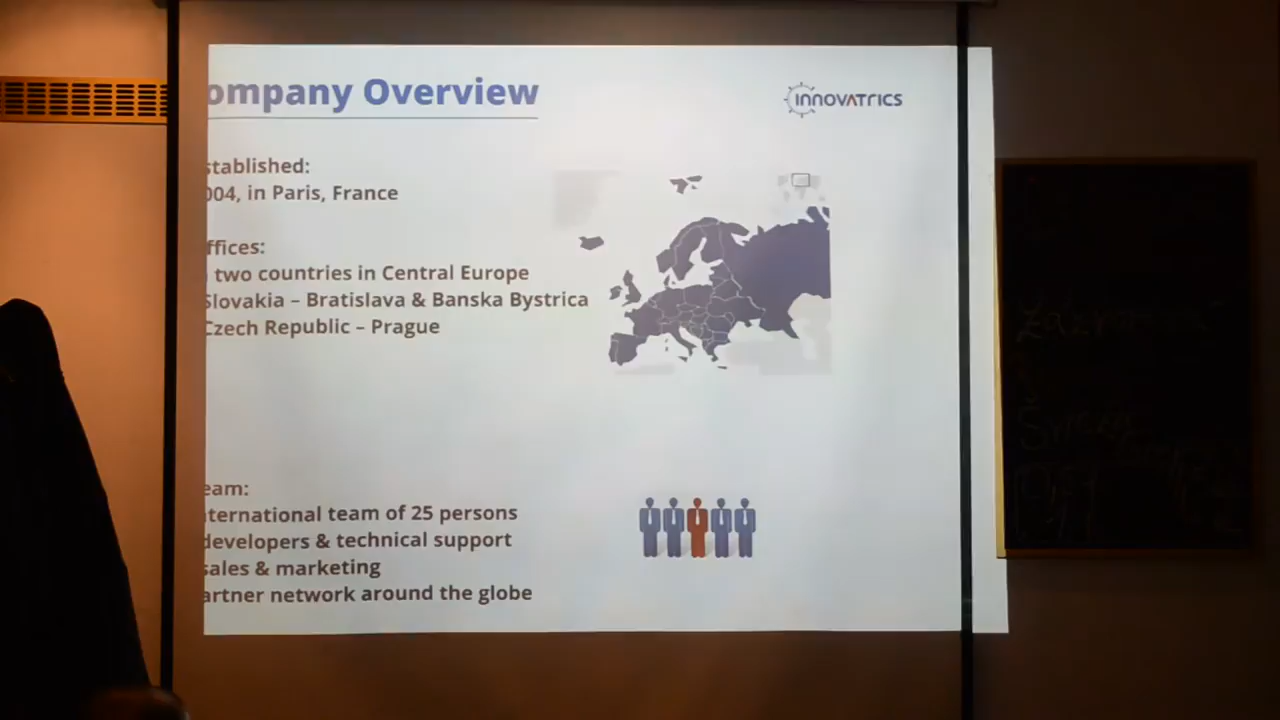 ompany Overview
INNOVATRICS
stablished:
004, in Paris, France
ffices:
two countries in Central Europe
Slovakia – Bratislava & Banska Bystrica
Czech Republic – Prague
eam:
ternational team of 25 persons
developers & technical support
sales & marketing
artner network around the globe